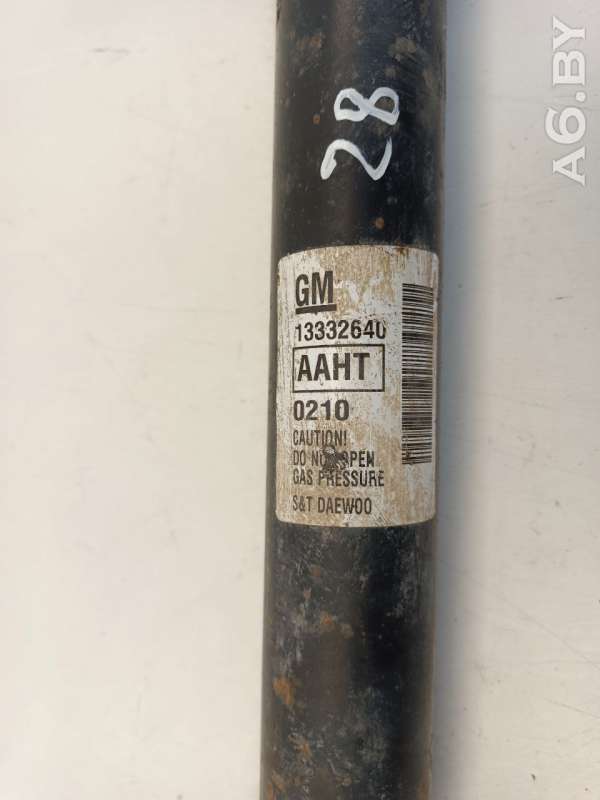 A6.BY
28
GM
13332640
AAHT
0210
CAUTION!
DO NOT OPEN
GAS PRESSURE
S&T DAEWOO